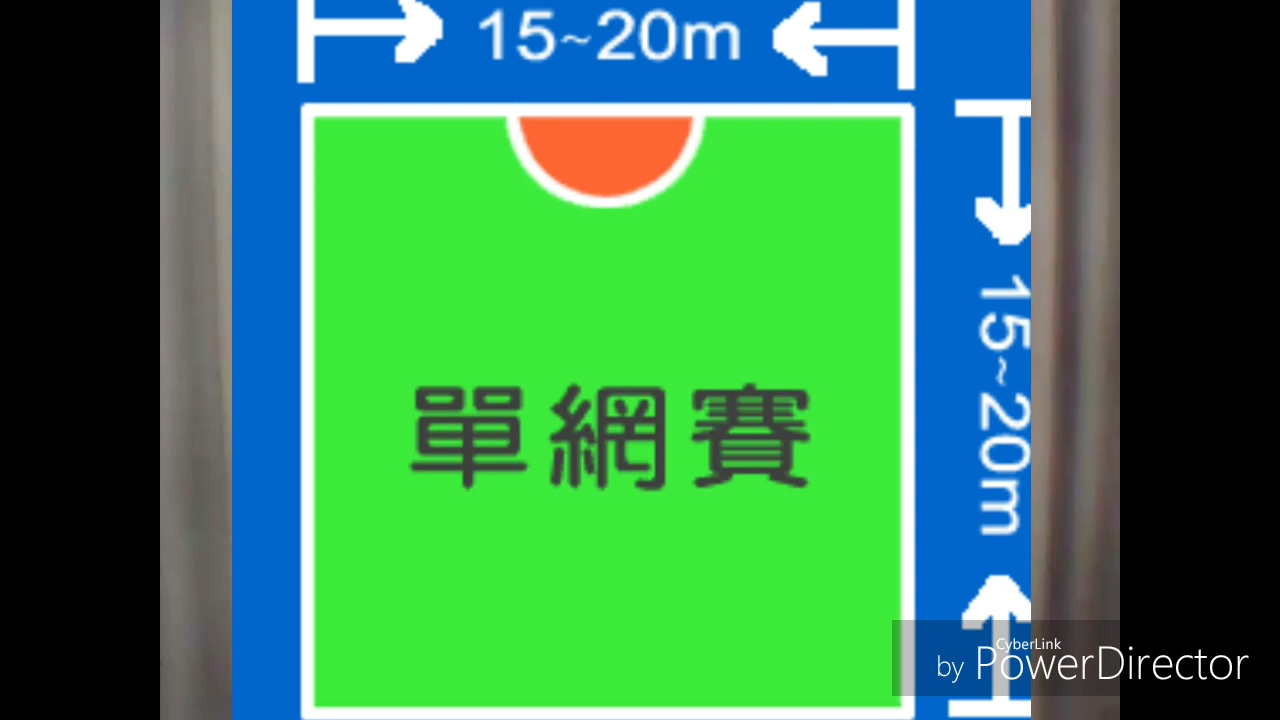 15~20m
15~20m
單網賽
CyberLink
by PowerDirector